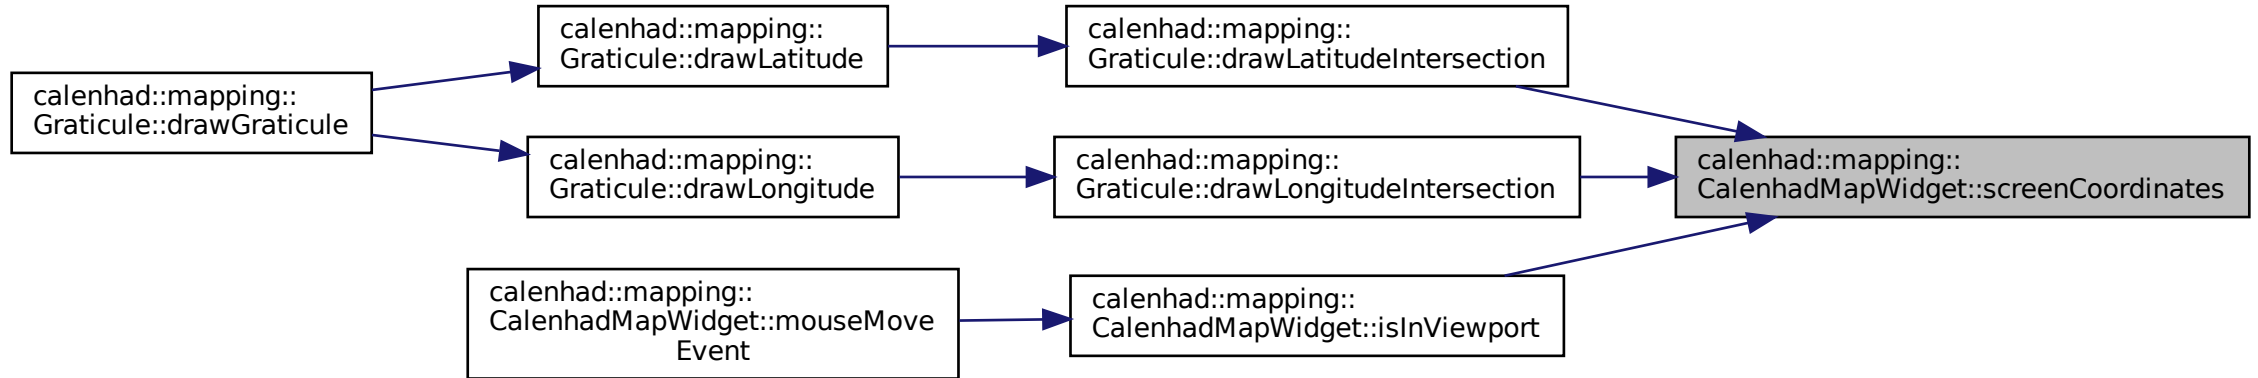 calenhad::mapping::
Graticule::drawGraticule
calenhad::mapping::
Graticule::drawLatitude
calenhad::mapping::
Graticule::drawLatitudeIntersection
calenhad::mapping::
Graticule::drawLongitude
calenhad::mapping::
Graticule::drawLongitudeIntersection
calenhad::mapping::
CalenhadMapWidget::screenCoordinates
calenhad::mapping::
CalenhadMapWidget::mouseMove
Event
calenhad::mapping::
CalenhadMapWidget::isInViewport